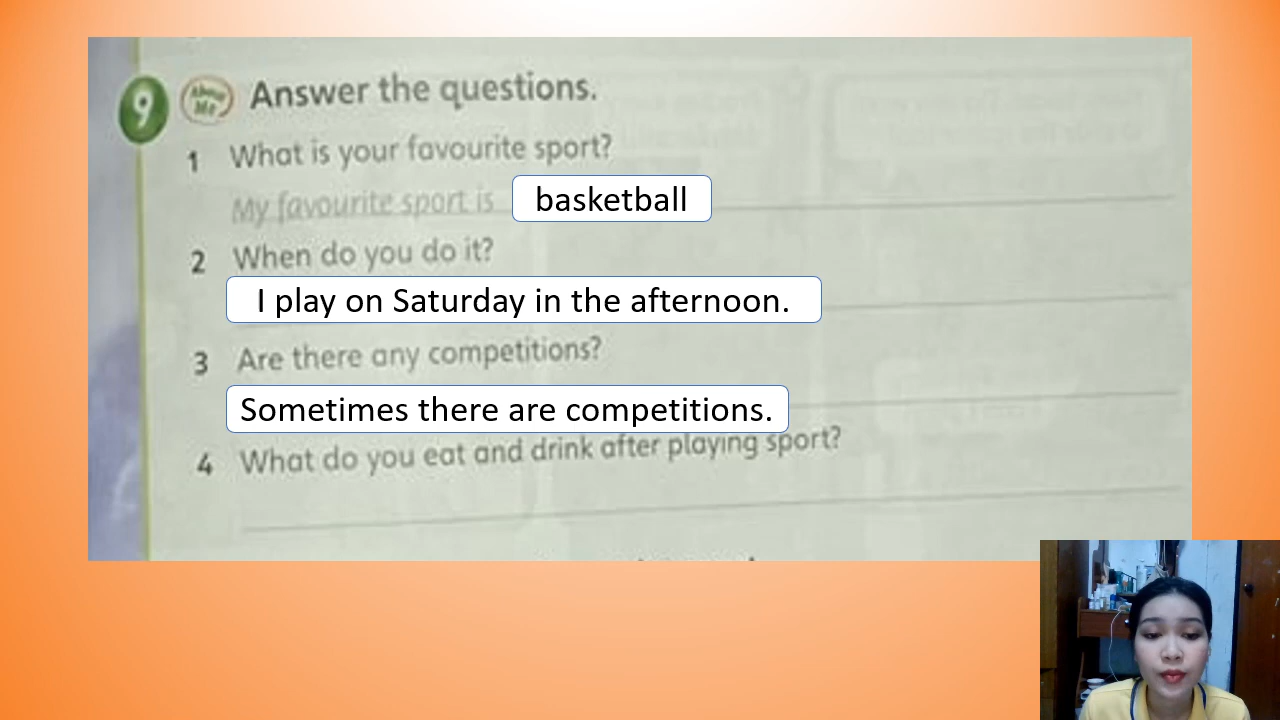 9 About Me Answer the questions.
1 What is your favourite sport?
My favourite sport is basketball
2 When do you do it?
I play on Saturday in the afternoon.
3 Are there any competitions?
Sometimes there are competitions.
4 What do you eat and drink after playing sport?